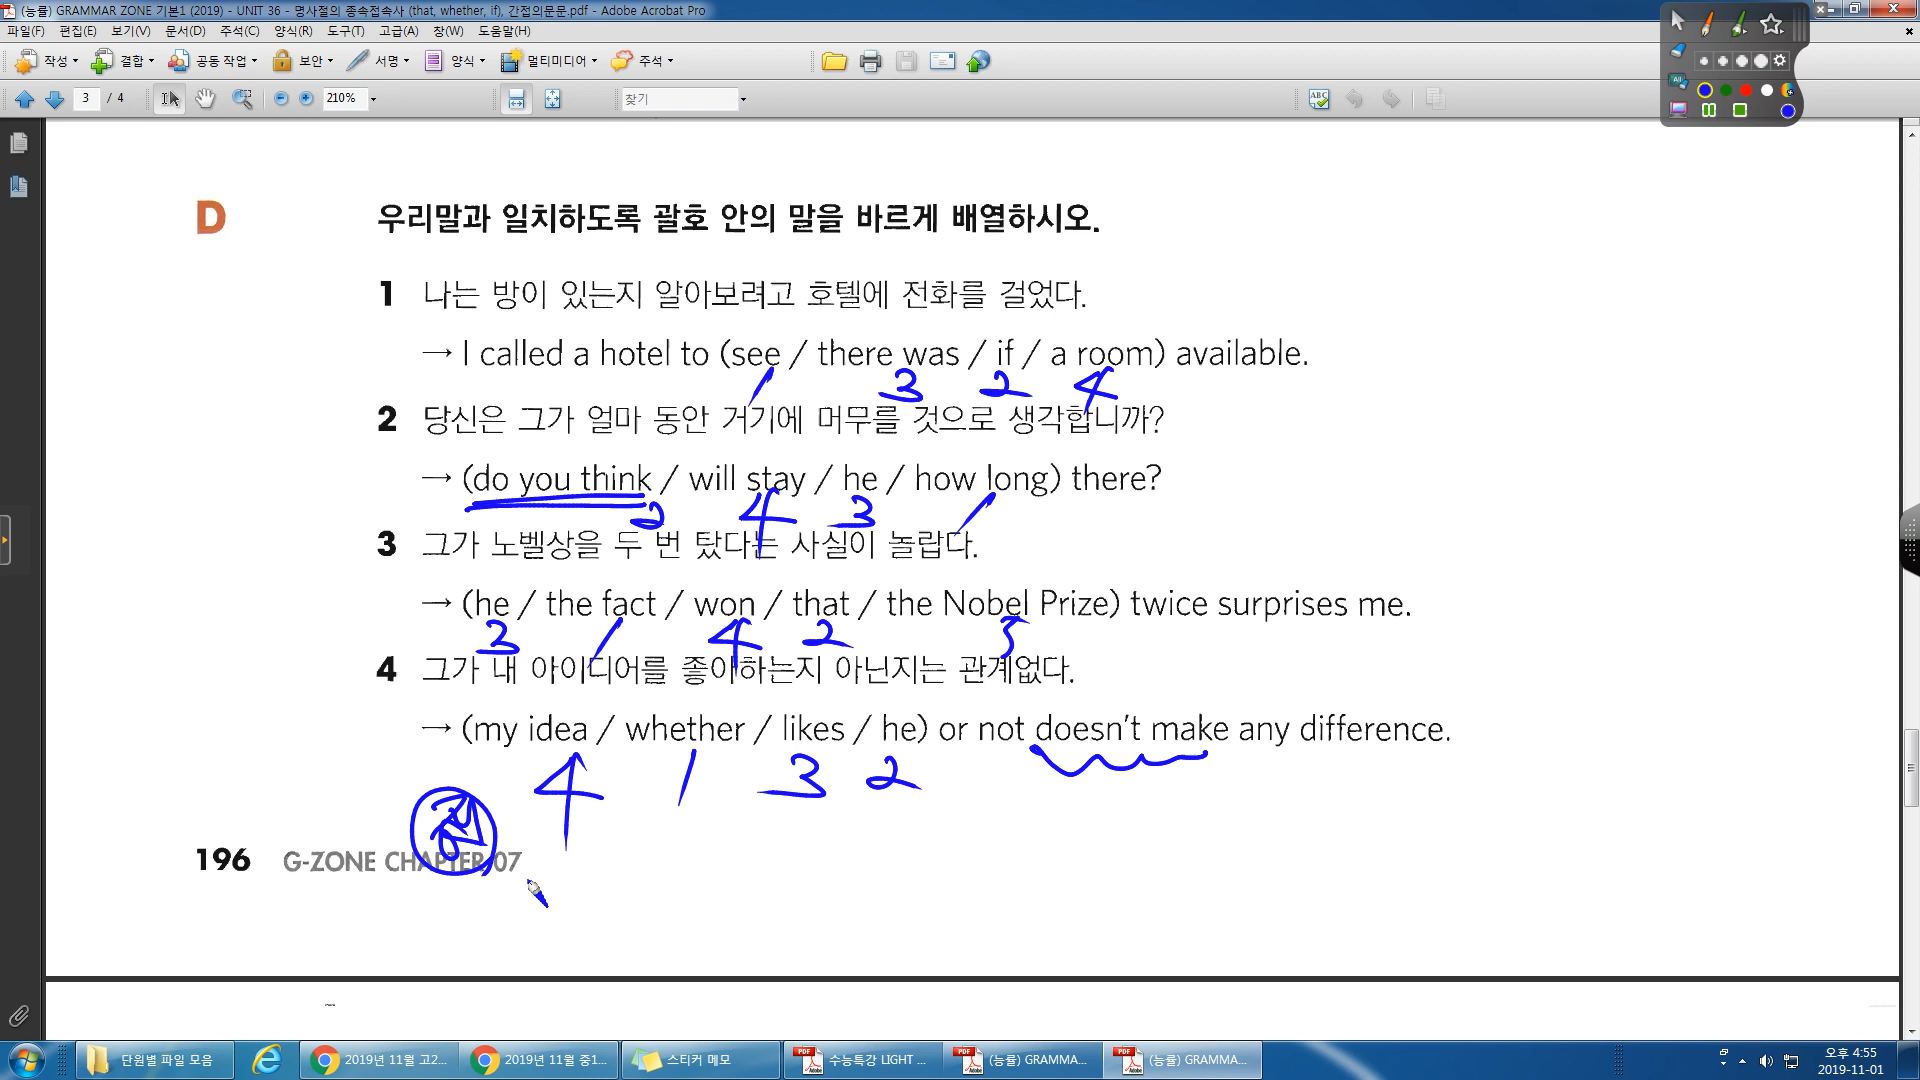 (능률) GRAMMAR ZONE 기본1 (2019) - UNIT 36 - 명사절의 종속접속사 (that, whether, if), 간접의문문.pdf - Adobe Acrobat Pro
파일(F) 편집(E) 보기(V) 문서(D) 주석(C) 양식(R) 도구(T) 고급(A) 창(W) 도움말(H)
작성 결합 공동 작업 보안 서명 양식 멀티미디어 주석
3 / 4 210% 찾기
D 우리말과 일치하도록 괄호 안의 말을 바르게 배열하시오.
1 나는 방이 있는지 알아보려고 호텔에 전화를 걸었다.
→ I called a hotel to (see / there was / if / a room) available.
1 3 2 4
2 당신은 그가 얼마 동안 거기에 머무를 것으로 생각합니까?
→ (do you think / will stay / he / how long) there?
2 4 3 1
3 그가 노벨상을 두 번 탔다는 사실이 놀랍다.
→ (he / the fact / won / that / the Nobel Prize) twice surprises me.
3 1 4 2 5
4 그가 내 아이디어를 좋아하는지 아닌지는 관계없다.
→ (my idea / whether / likes / he) or not doesn't make any difference.
4 1 3 2
196 G-ZONE CHAPTER 07
단원별 파일 모음 2019년 11월 고2... 2019년 11월 중1... 스티커 메모 수능특강 LIGHT ... (능률) GRAMMA... (능률) GRAMMA...
오후 4:55
2019-11-01